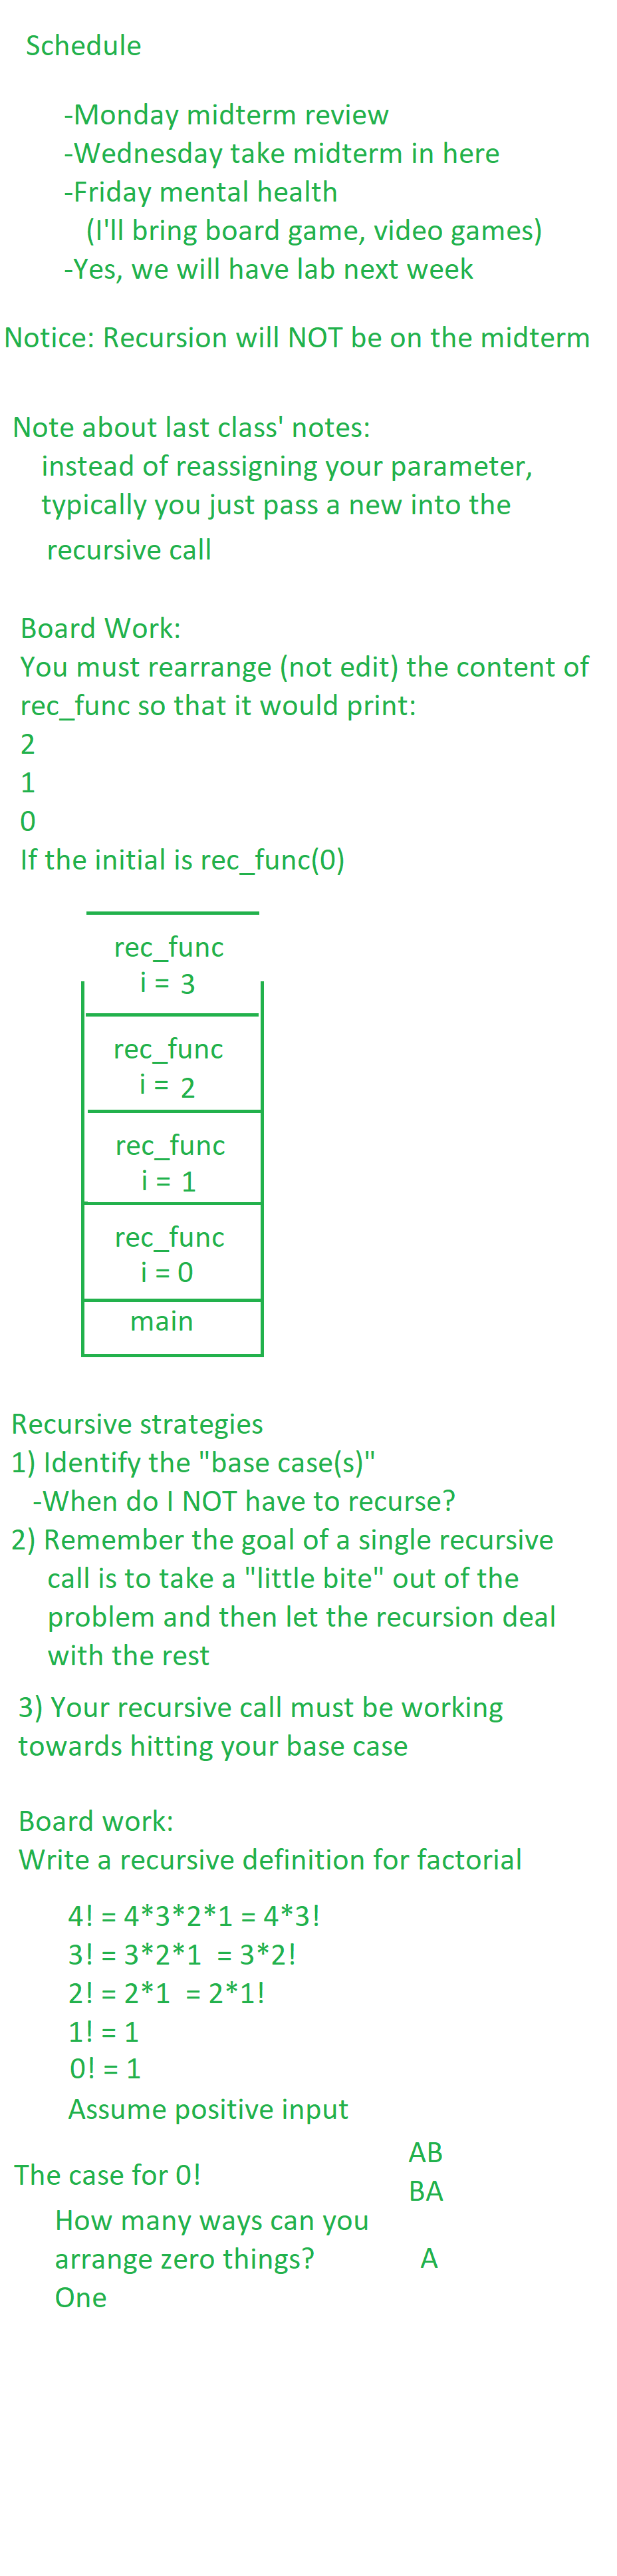 Schedule
-Monday midterm review
-Wednesday take midterm in here
-Friday mental health
(I'll bring board game, video games)
-Yes, we will have lab next week
Notice: Recursion will NOT be on the midterm
Note about last class' notes:
instead of reassigning your parameter,
typically you just pass a new into the
recursive call
Board Work:
You must rearrange (not edit) the content of
rec_func so that it would print:
2
1
0
If the initial is rec_func(0)
rec_func
i = 3
rec_func
i = 2
rec_func
i = 1
rec_func
i = 0
main
Recursive strategies
1) Identify the "base case(s)"
-When do I NOT have to recurse?
2) Remember the goal of a single recursive
call is to take a "little bite" out of the
problem and then let the recursion deal
with the rest
3) Your recursive call must be working
towards hitting your base case
Board work:
Write a recursive definition for factorial
4! = 4*3*2*1 = 4*3!
3! = 3*2*1 = 3*2!
2! = 2*1 = 2*1!
1! = 1
0! = 1
Assume positive input
The case for 0!
How many ways can you
arrange zero things?
One
AB
BA
A